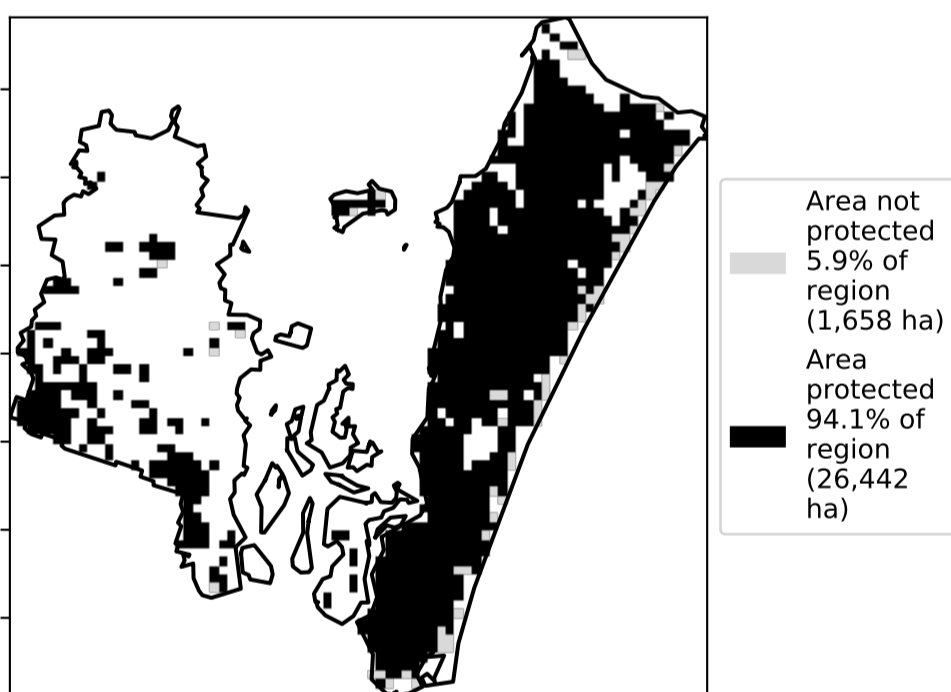 Area not
protected
5.9% of
region
(1,658 ha)
Area
protected
94.1% of
region
(26,442
ha)